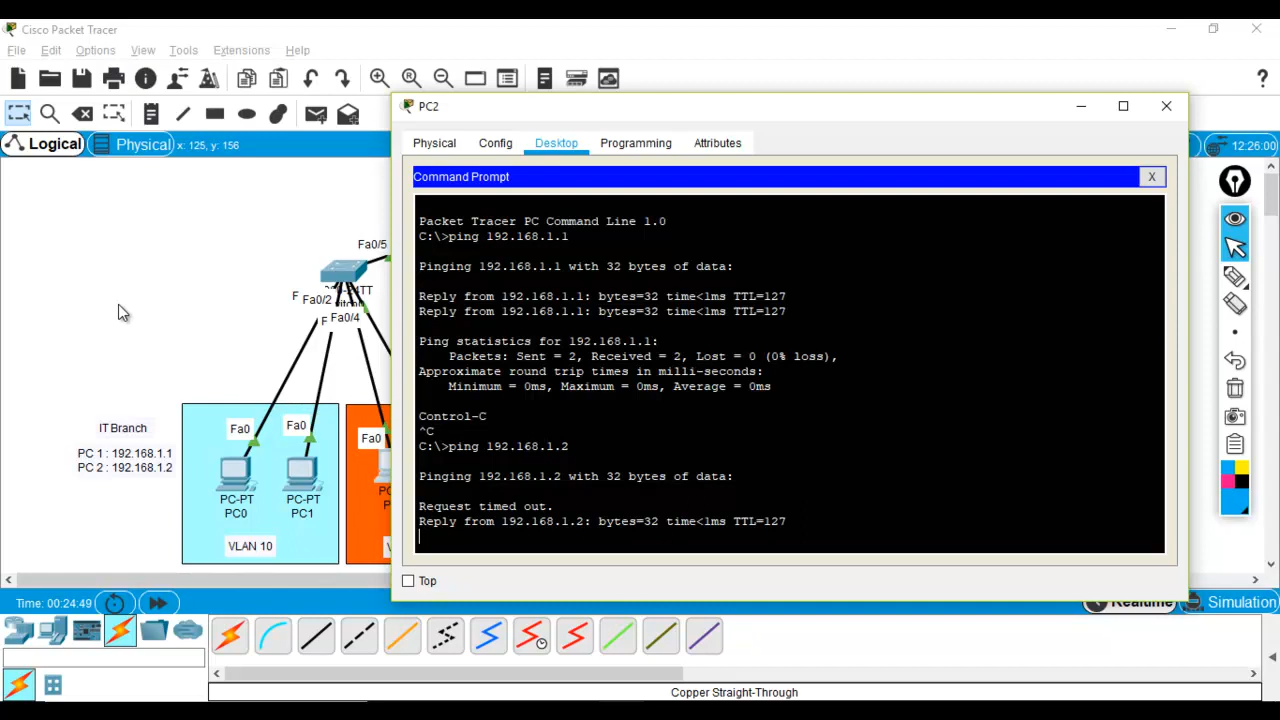 Cisco Packet Tracer
File Edit Options View Tools Extensions Help
PC2
Logical
Physical x: 125, y: 156
12:26:00
Physical Config Desktop Programming Attributes
Command Prompt
X
Packet Tracer PC Command Line 1.0
C:\>ping 192.168.1.1
Pinging 192.168.1.1 with 32 bytes of data:
Reply from 192.168.1.1: bytes=32 time<1ms TTL=127
Reply from 192.168.1.1: bytes=32 time<1ms TTL=127
Ping statistics for 192.168.1.1:
Packets: Sent = 2, Received = 2, Lost = 0 (0% loss),
Approximate round trip times in milli-seconds:
Minimum = 0ms, Maximum = 0ms, Average = 0ms
Control-C
^C
C:\>ping 192.168.1.2
Pinging 192.168.1.2 with 32 bytes of data:
Request timed out.
Reply from 192.168.1.2: bytes=32 time<1ms TTL=127
Top
Fa0/5
F Fa0/2
F Fa0/4
IT Branch
PC 1 : 192.168.1.1
PC 2 : 192.168.1.2
Fa0
Fa0
Fa0
PC-PT
PC0
PC-PT
PC1
VLAN 10
Time: 00:24:49
Realtime
Simulation
Copper Straight-Through